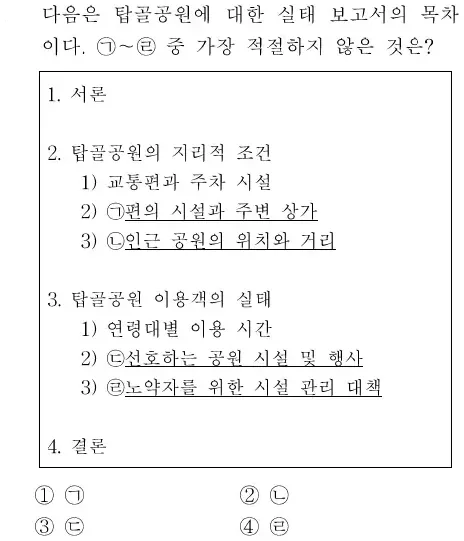 다음은 탑골공원에 대한 실태 보고서의 목차
이다. ㉠~㉣ 중 가장 적절하지 않은 것은?
1. 서론
2. 탑골공원의 지리적 조건
1) 교통편과 주차 시설
2) ㉠편의 시설과 주변 상가
3) ㉡인근 공원의 위치와 거리
3. 탑골공원 이용객의 실태
1) 연령대별 이용 시간
2) ㉢선호하는 공원 시설 및 행사
3) ㉣노약자를 위한 시설 관리 대책
4. 결론
① ㉠ ② ㉡
③ ㉢ ④ ㉣